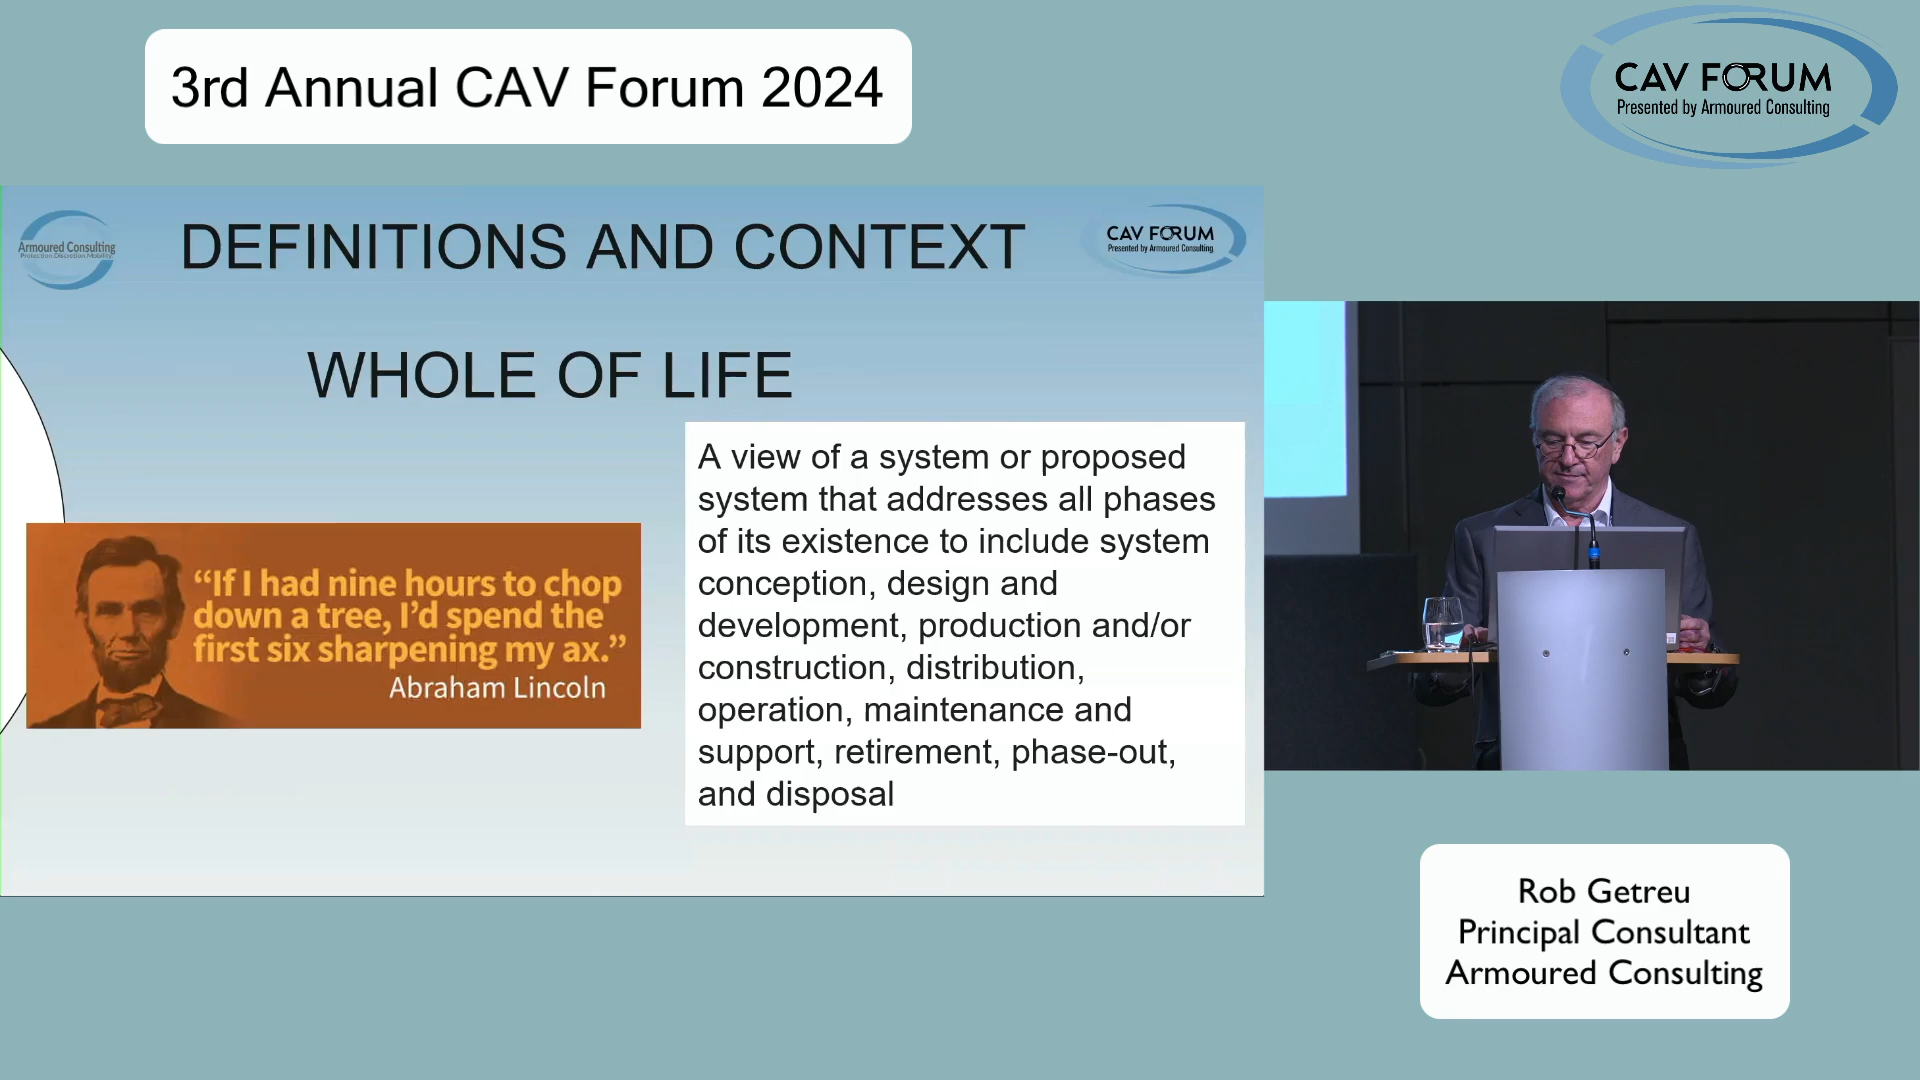 3rd Annual CAV Forum 2024
CAV FORUM
Presented by Armoured Consulting
Armoured Consulting
Protection.Discretion.Mobility
DEFINITIONS AND CONTEXT
CAV FORUM
Presented by Armoured Consulting
WHOLE OF LIFE
“If I had nine hours to chop
down a tree, I’d spend the
first six sharpening my ax.”
Abraham Lincoln
A view of a system or proposed
system that addresses all phases
of its existence to include system
conception, design and
development, production and/or
construction, distribution,
operation, maintenance and
support, retirement, phase-out,
and disposal
Rob Getreu
Principal Consultant
Armoured Consulting